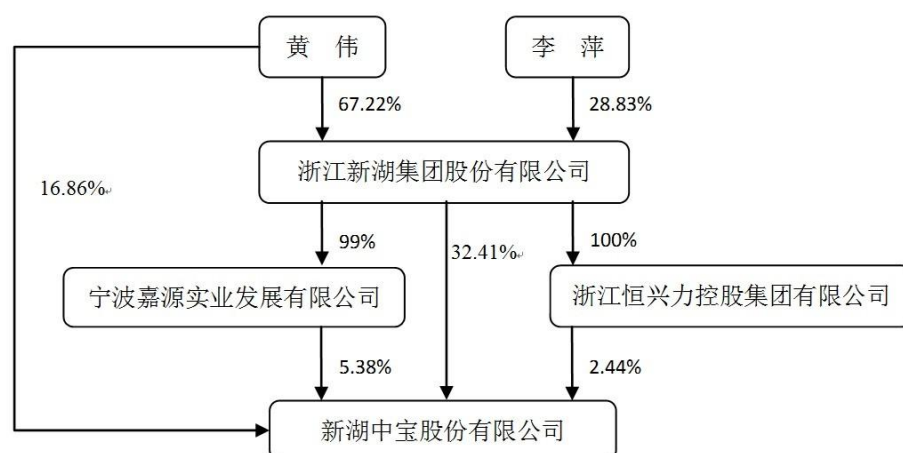 黄　伟
李　萍
67.22%
28.83%
浙江新湖集团股份有限公司
16.86%
99%
32.41%
100%
宁波嘉源实业发展有限公司
浙江恒兴力控股集团有限公司
5.38%
2.44%
新湖中宝股份有限公司